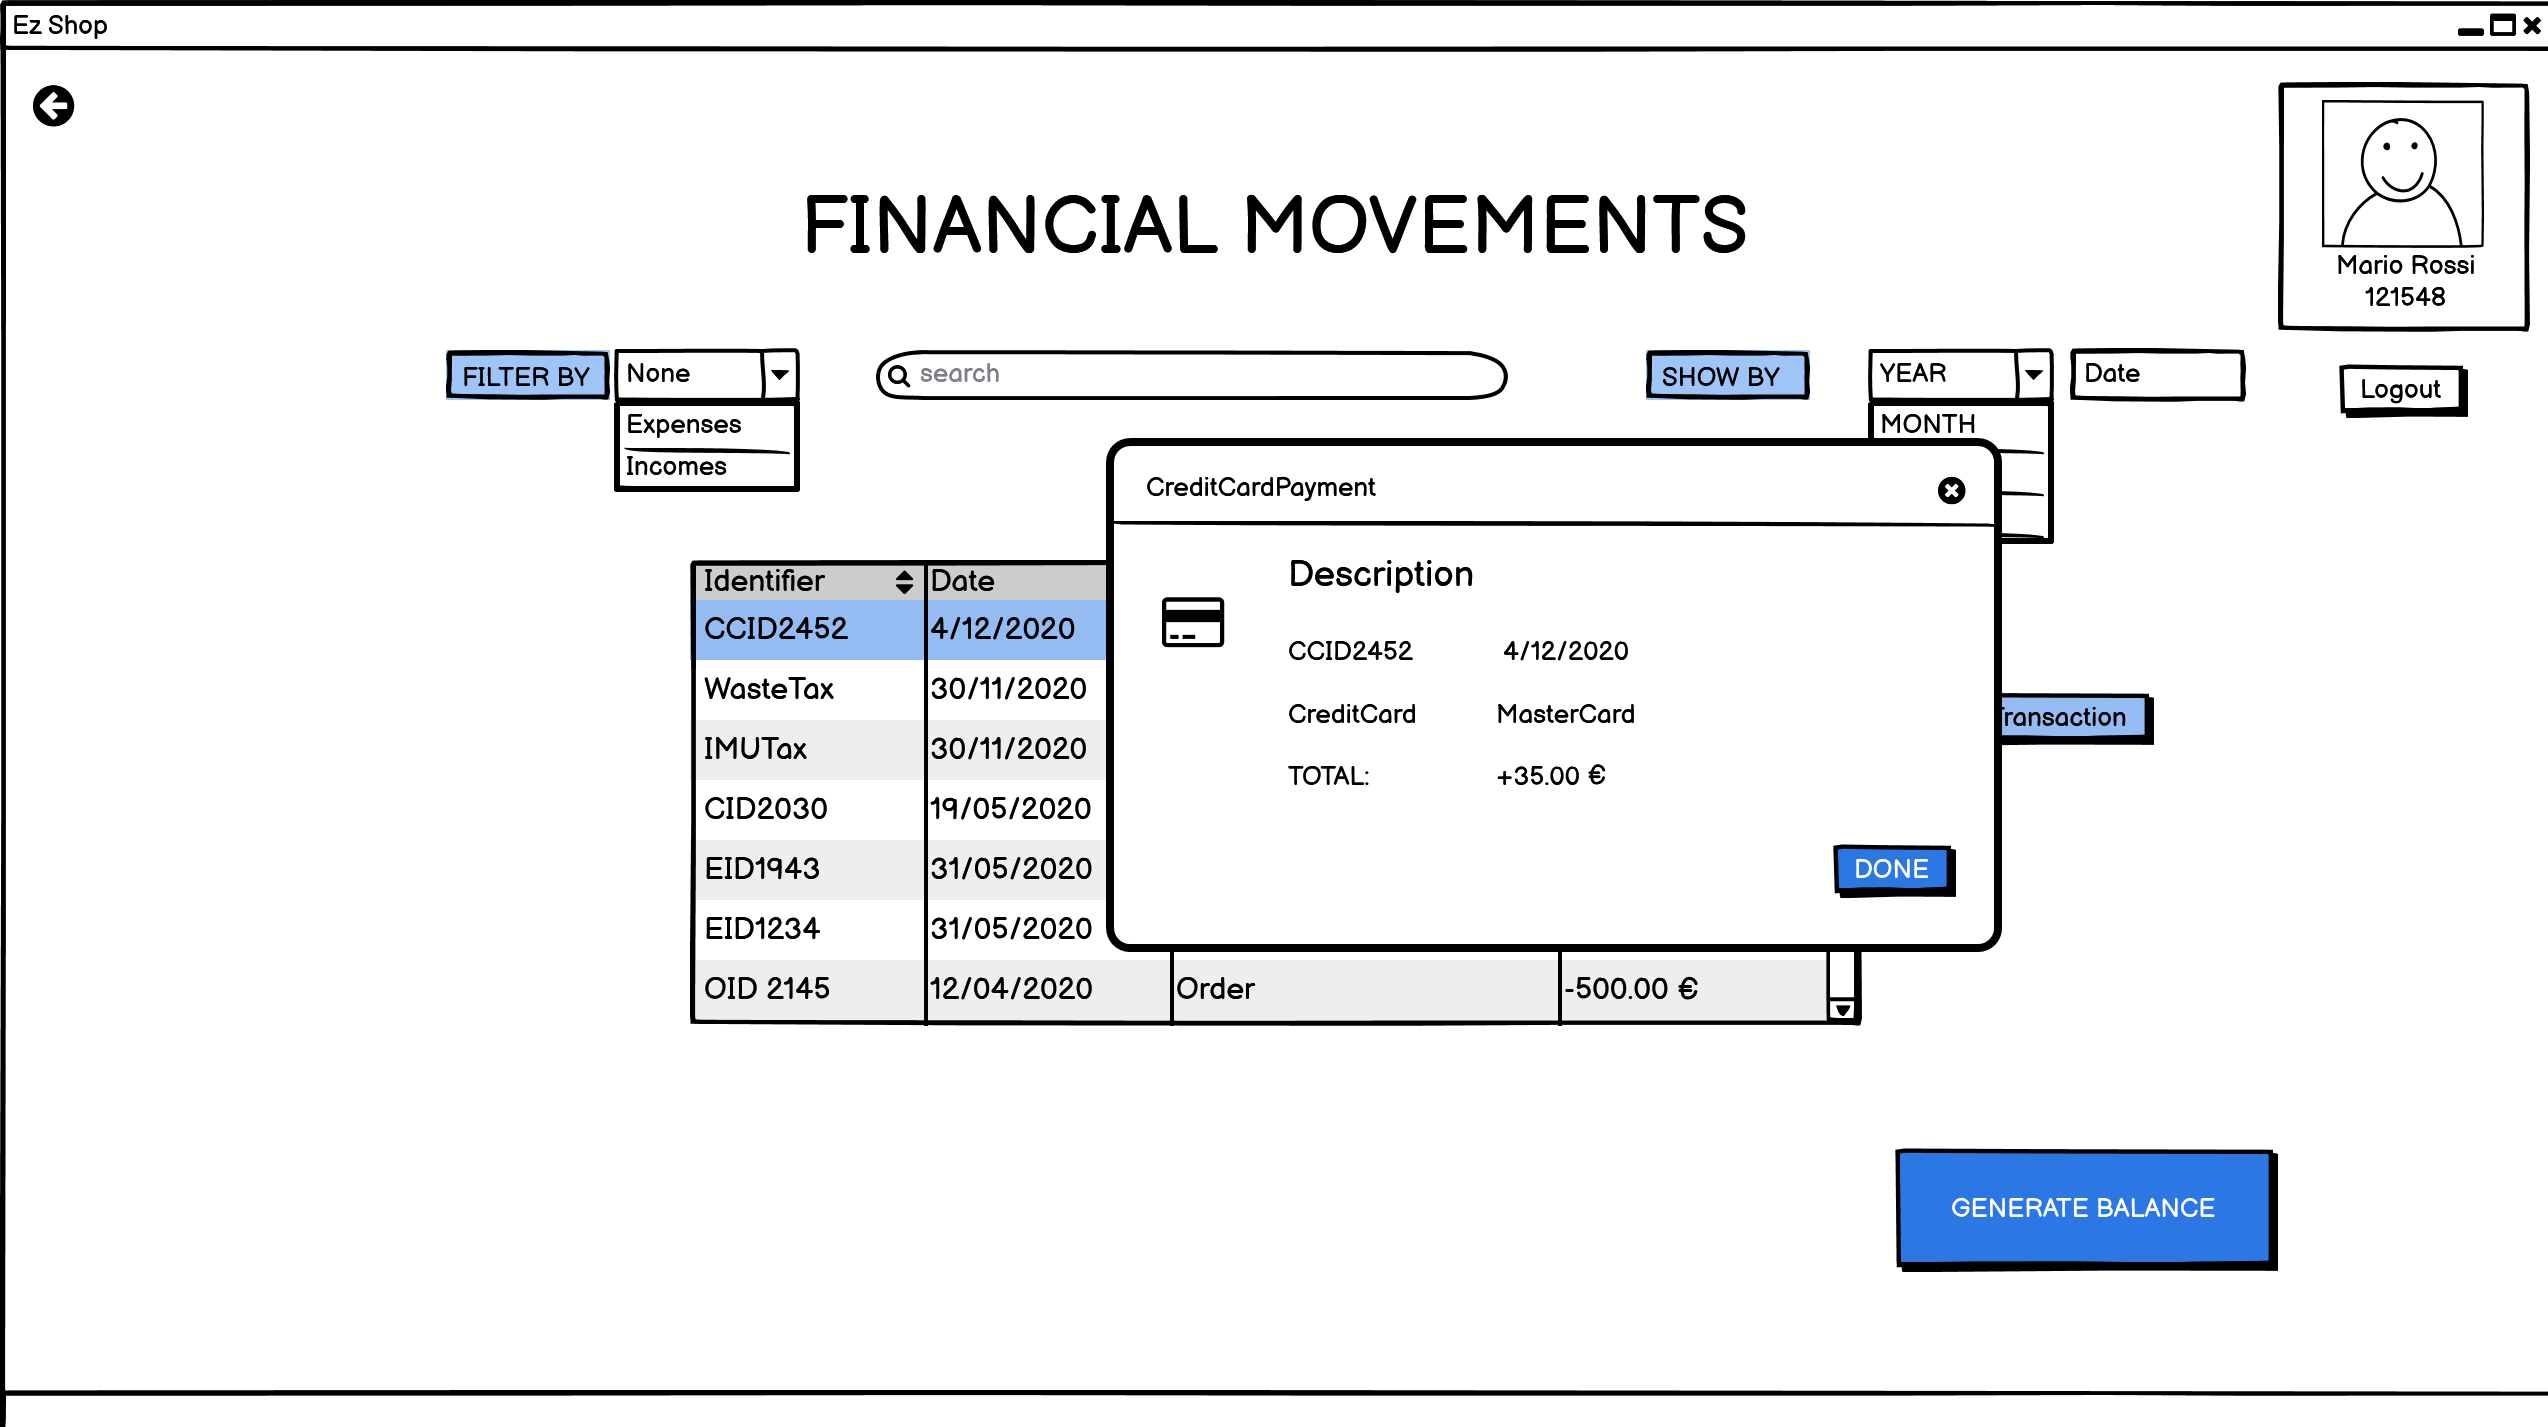 Ez Shop
FINANCIAL MOVEMENTS
Mario Rossi
121548
FILTER BY
None
search
SHOW BY
YEAR
Date
Logout
Expenses
Incomes
MONTH
CreditCardPayment
Description
CCID2452 4/12/2020
CreditCard MasterCard
TOTAL: +35.00 €
DONE
Identifier Date
CCID2452 4/12/2020
WasteTax 30/11/2020
IMUTax 30/11/2020
CID2030 19/05/2020
EID1943 31/05/2020
EID1234 31/05/2020
OID 2145 12/04/2020 Order -500.00 €
Transaction
GENERATE BALANCE